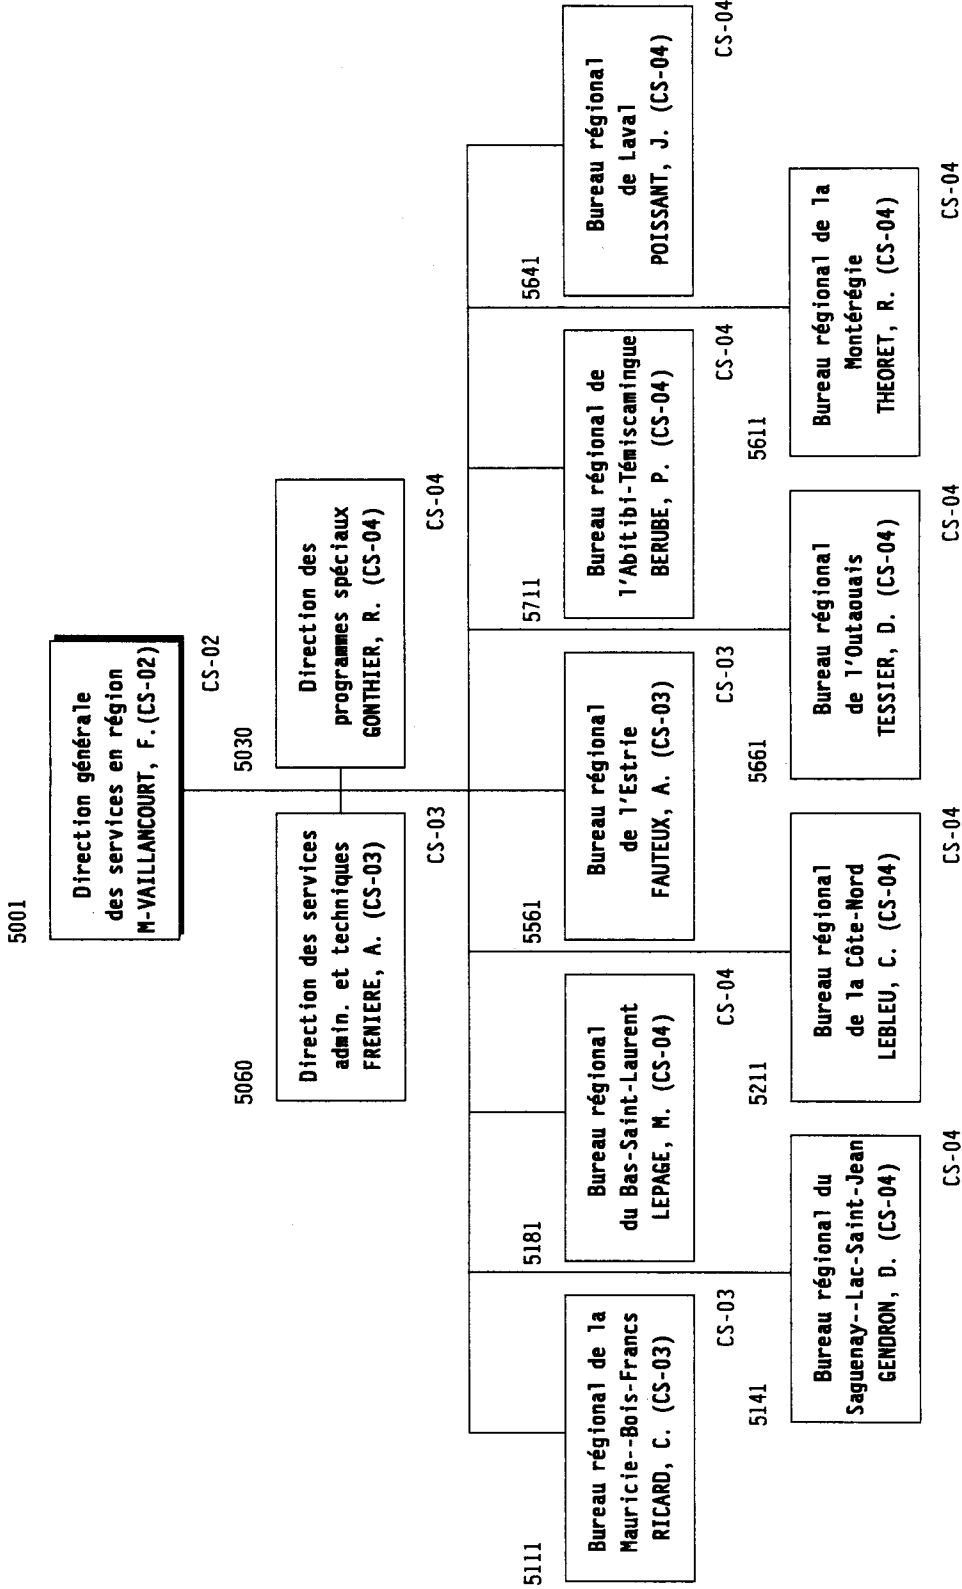 5001
Direction générale
des services en région
M-VAILLANCOURT, F.(CS-02)
CS-02
5060
Direction des services
admin. et techniques
FRENIERE, A. (CS-03)
CS-03
5030
Direction des
programmes spéciaux
GONTHIER, R. (CS-04)
CS-04
5111
Bureau régional de la
Mauricie--Bois-Francs
RICARD, C. (CS-03)
CS-03
5181
Bureau régional
du Bas-Saint-Laurent
LEPAGE, M. (CS-04)
CS-04
5561
Bureau régional
de l'Estrie
FAUTEUX, A. (CS-03)
CS-03
5711
Bureau régional de
l'Abitibi-Témiscamingue
BERUBE, P. (CS-04)
CS-04
5641
Bureau régional
de Laval
POISSANT, J. (CS-04)
CS-04
5141
Bureau régional du
Saguenay--Lac-Saint-Jean
GENDRON, D. (CS-04)
CS-04
5211
Bureau régional
de la Côte-Nord
LEBLEU, C. (CS-04)
CS-04
5661
Bureau régional
de l'Outaouais
TESSIER, D. (CS-04)
CS-04
5611
Bureau régional de la
Montérégie
THEORET, R. (CS-04)
CS-04